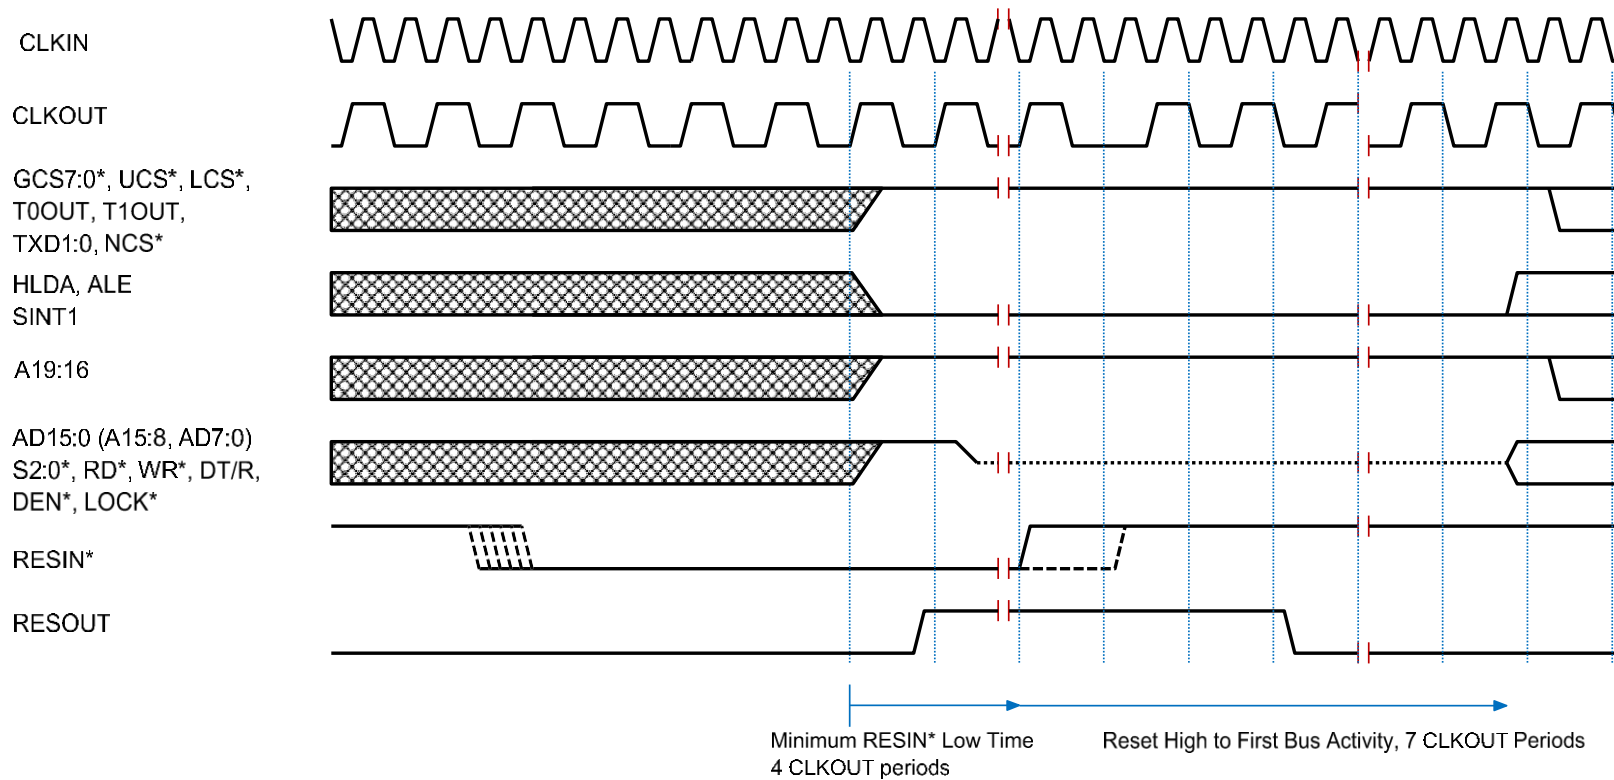 CLKIN
CLKOUT
GCS7:0*, UCS*, LCS*,
T0OUT, T1OUT,
TXD1:0, NCS*
HLDA, ALE
SINT1
A19:16
AD15:0 (A15:8, AD7:0)
S2:0*, RD*, WR*, DT/R,
DEN*, LOCK*
RESIN*
RESOUT
Minimum RESIN* Low Time
4 CLKOUT periods
Reset High to First Bus Activity, 7 CLKOUT Periods